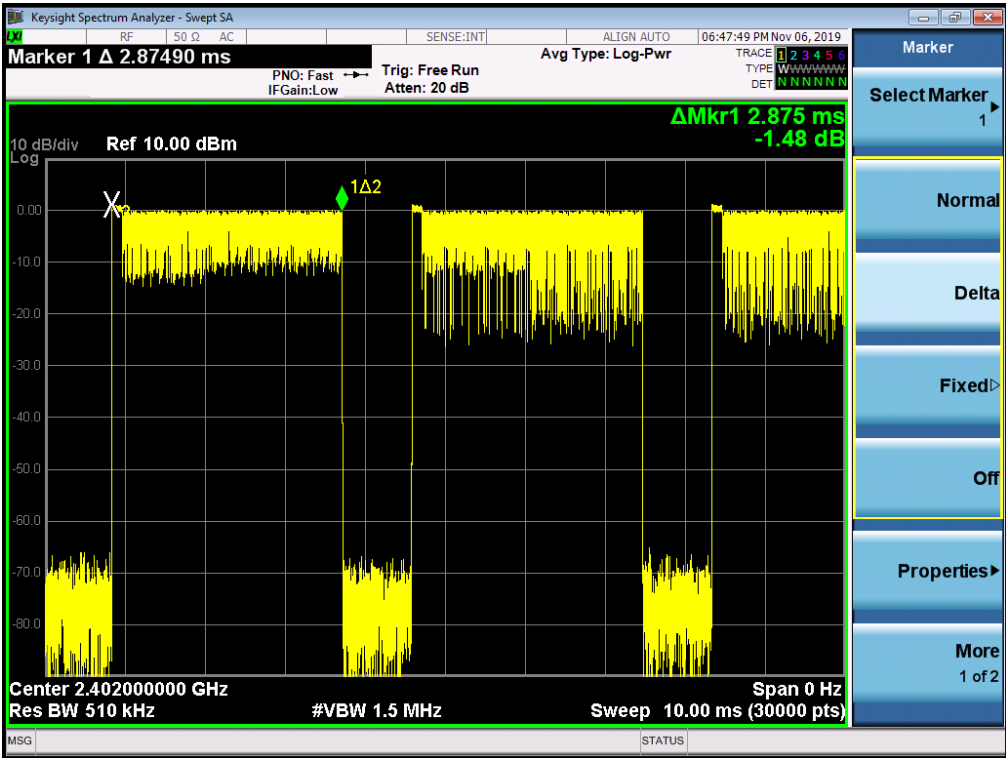 Keysight Spectrum Analyzer - Swept SA
LXI RF 50 Ω AC SENSE:INT ALIGN AUTO 06:47:49 PM Nov 06, 2019
Marker 1 Δ 2.87490 ms
PNO: Fast
IFGain:Low
Trig: Free Run
Atten: 20 dB
Avg Type: Log-Pwr
TRACE 1 2 3 4 5 6
TYPE WWWWWW
DET N N N N N N
ΔMkr1 2.875 ms
-1.48 dB
10 dB/div Ref 10.00 dBm
Log
1Δ2
0.00
-10.0
-20.0
-30.0
-40.0
-50.0
-60.0
-70.0
-80.0
Center 2.402000000 GHz Span 0 Hz
Res BW 510 kHz #VBW 1.5 MHz Sweep 10.00 ms (30000 pts)
MSG STATUS
Marker
Select Marker
1
Normal
Delta
Fixed
Off
Properties
More
1 of 2